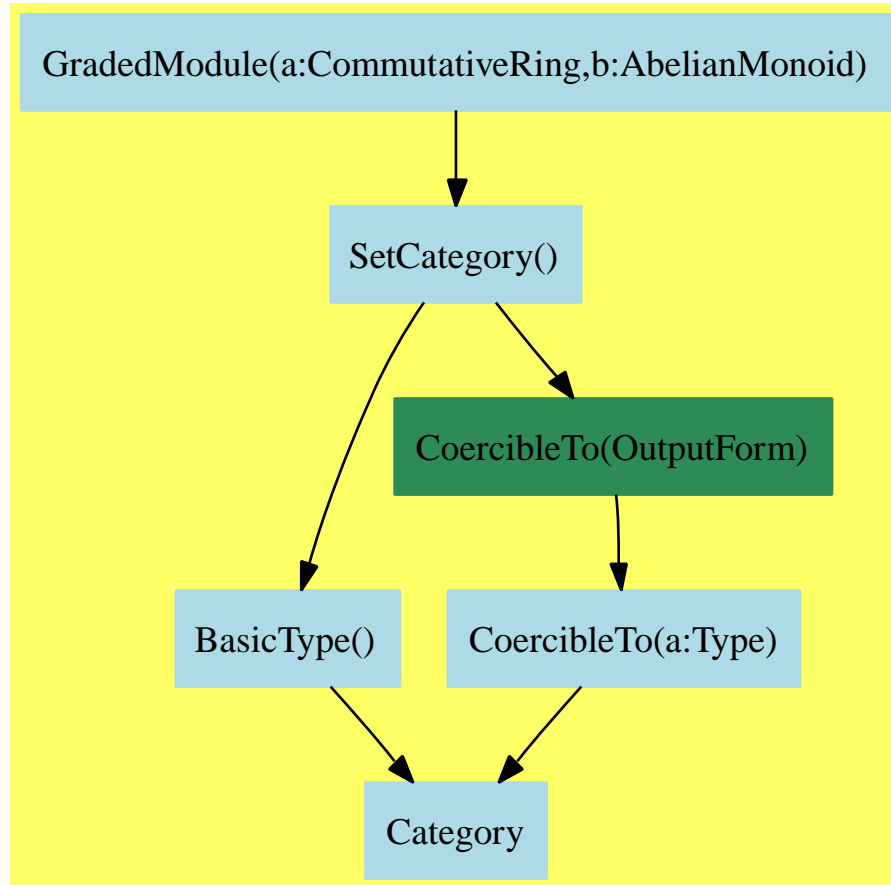 GradedModule(a:CommutativeRing,b:AbelianMonoid)
SetCategory()
CoercibleTo(OutputForm)
BasicType()
CoercibleTo(a:Type)
Category